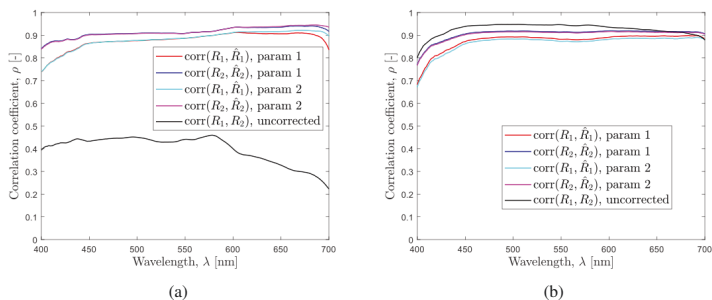 1
0.9
0.8
0.7
0.6
0.5
0.4
0.3
0.2
0.1
0
400
450
500
550
600
650
700
Correlation coefficient, ρ [-]
Wavelength, λ [nm]
corr(R₁, R̂₁), param 1
corr(R₂, R̂₂), param 1
corr(R₁, R̂₁), param 2
corr(R₂, R̂₂), param 2
corr(R₁, R₂), uncorrected
(a)
1
0.9
0.8
0.7
0.6
0.5
0.4
0.3
0.2
0.1
0
400
450
500
550
600
650
700
Correlation coefficient, ρ [-]
Wavelength, λ [nm]
corr(R₁, R̂₁), param 1
corr(R₂, R̂₂), param 1
corr(R₁, R̂₁), param 2
corr(R₂, R̂₂), param 2
corr(R₁, R₂), uncorrected
(b)